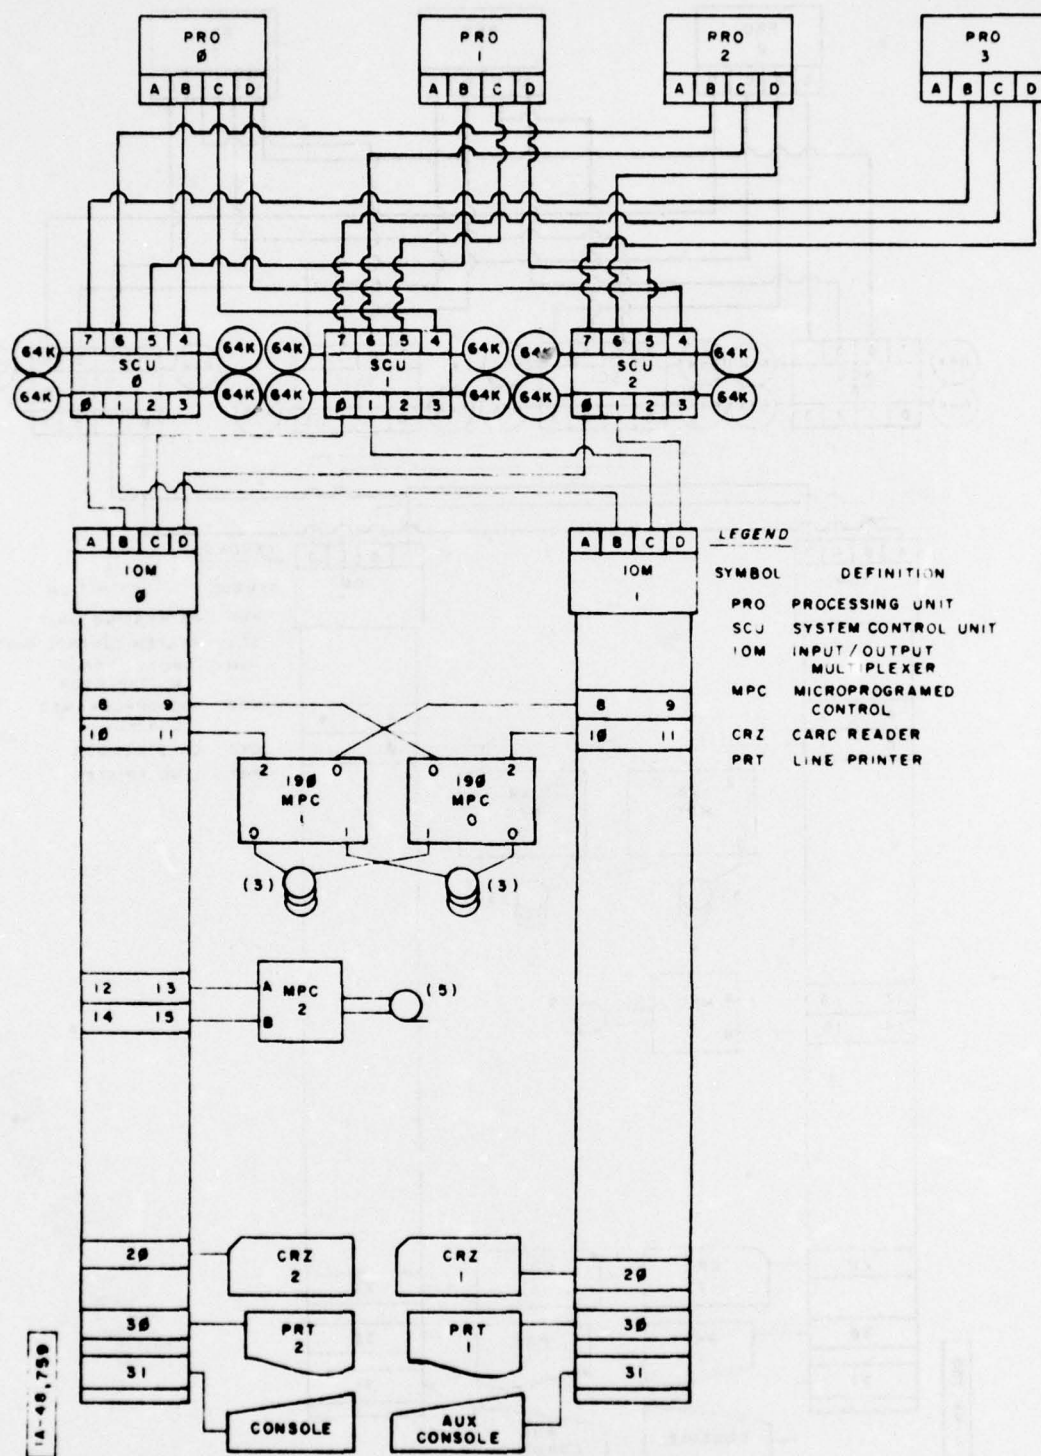 PRO PRO PRO PRO
Ø 1 2 3
A B C D A B C D A B C D A B C D
7 6 5 4 7 6 5 4 7 6 5 4
64K 64K 64K 64K 64K 64K
SCU SCU SCU
Ø 1 2
64K 64K 64K 64K 64K 64K
Ø 1 2 3 Ø 1 2 3 Ø 1 2 3
A B C D A B C D
IOM IOM
Ø 1
LEGEND
SYMBOL DEFINITION
PRO PROCESSING UNIT
SCU SYSTEM CONTROL UNIT
IOM INPUT/OUTPUT
MULTIPLEXER
MPC MICROPROGRAMED
CONTROL
CRZ CARD READER
PRT LINE PRINTER
8 9 8 9
1Ø 11 1Ø 11
2 0 0 2
19Ø 19Ø
MPC MPC
1 0
0 1 1 0
(3) (3)
12 13 A MPC (5)
14 15 B 2
2Ø CRZ CRZ 2Ø
2 1
3Ø PRT PRT 3Ø
2 1
31 31
CONSOLE AUX
CONSOLE
IA-48,759